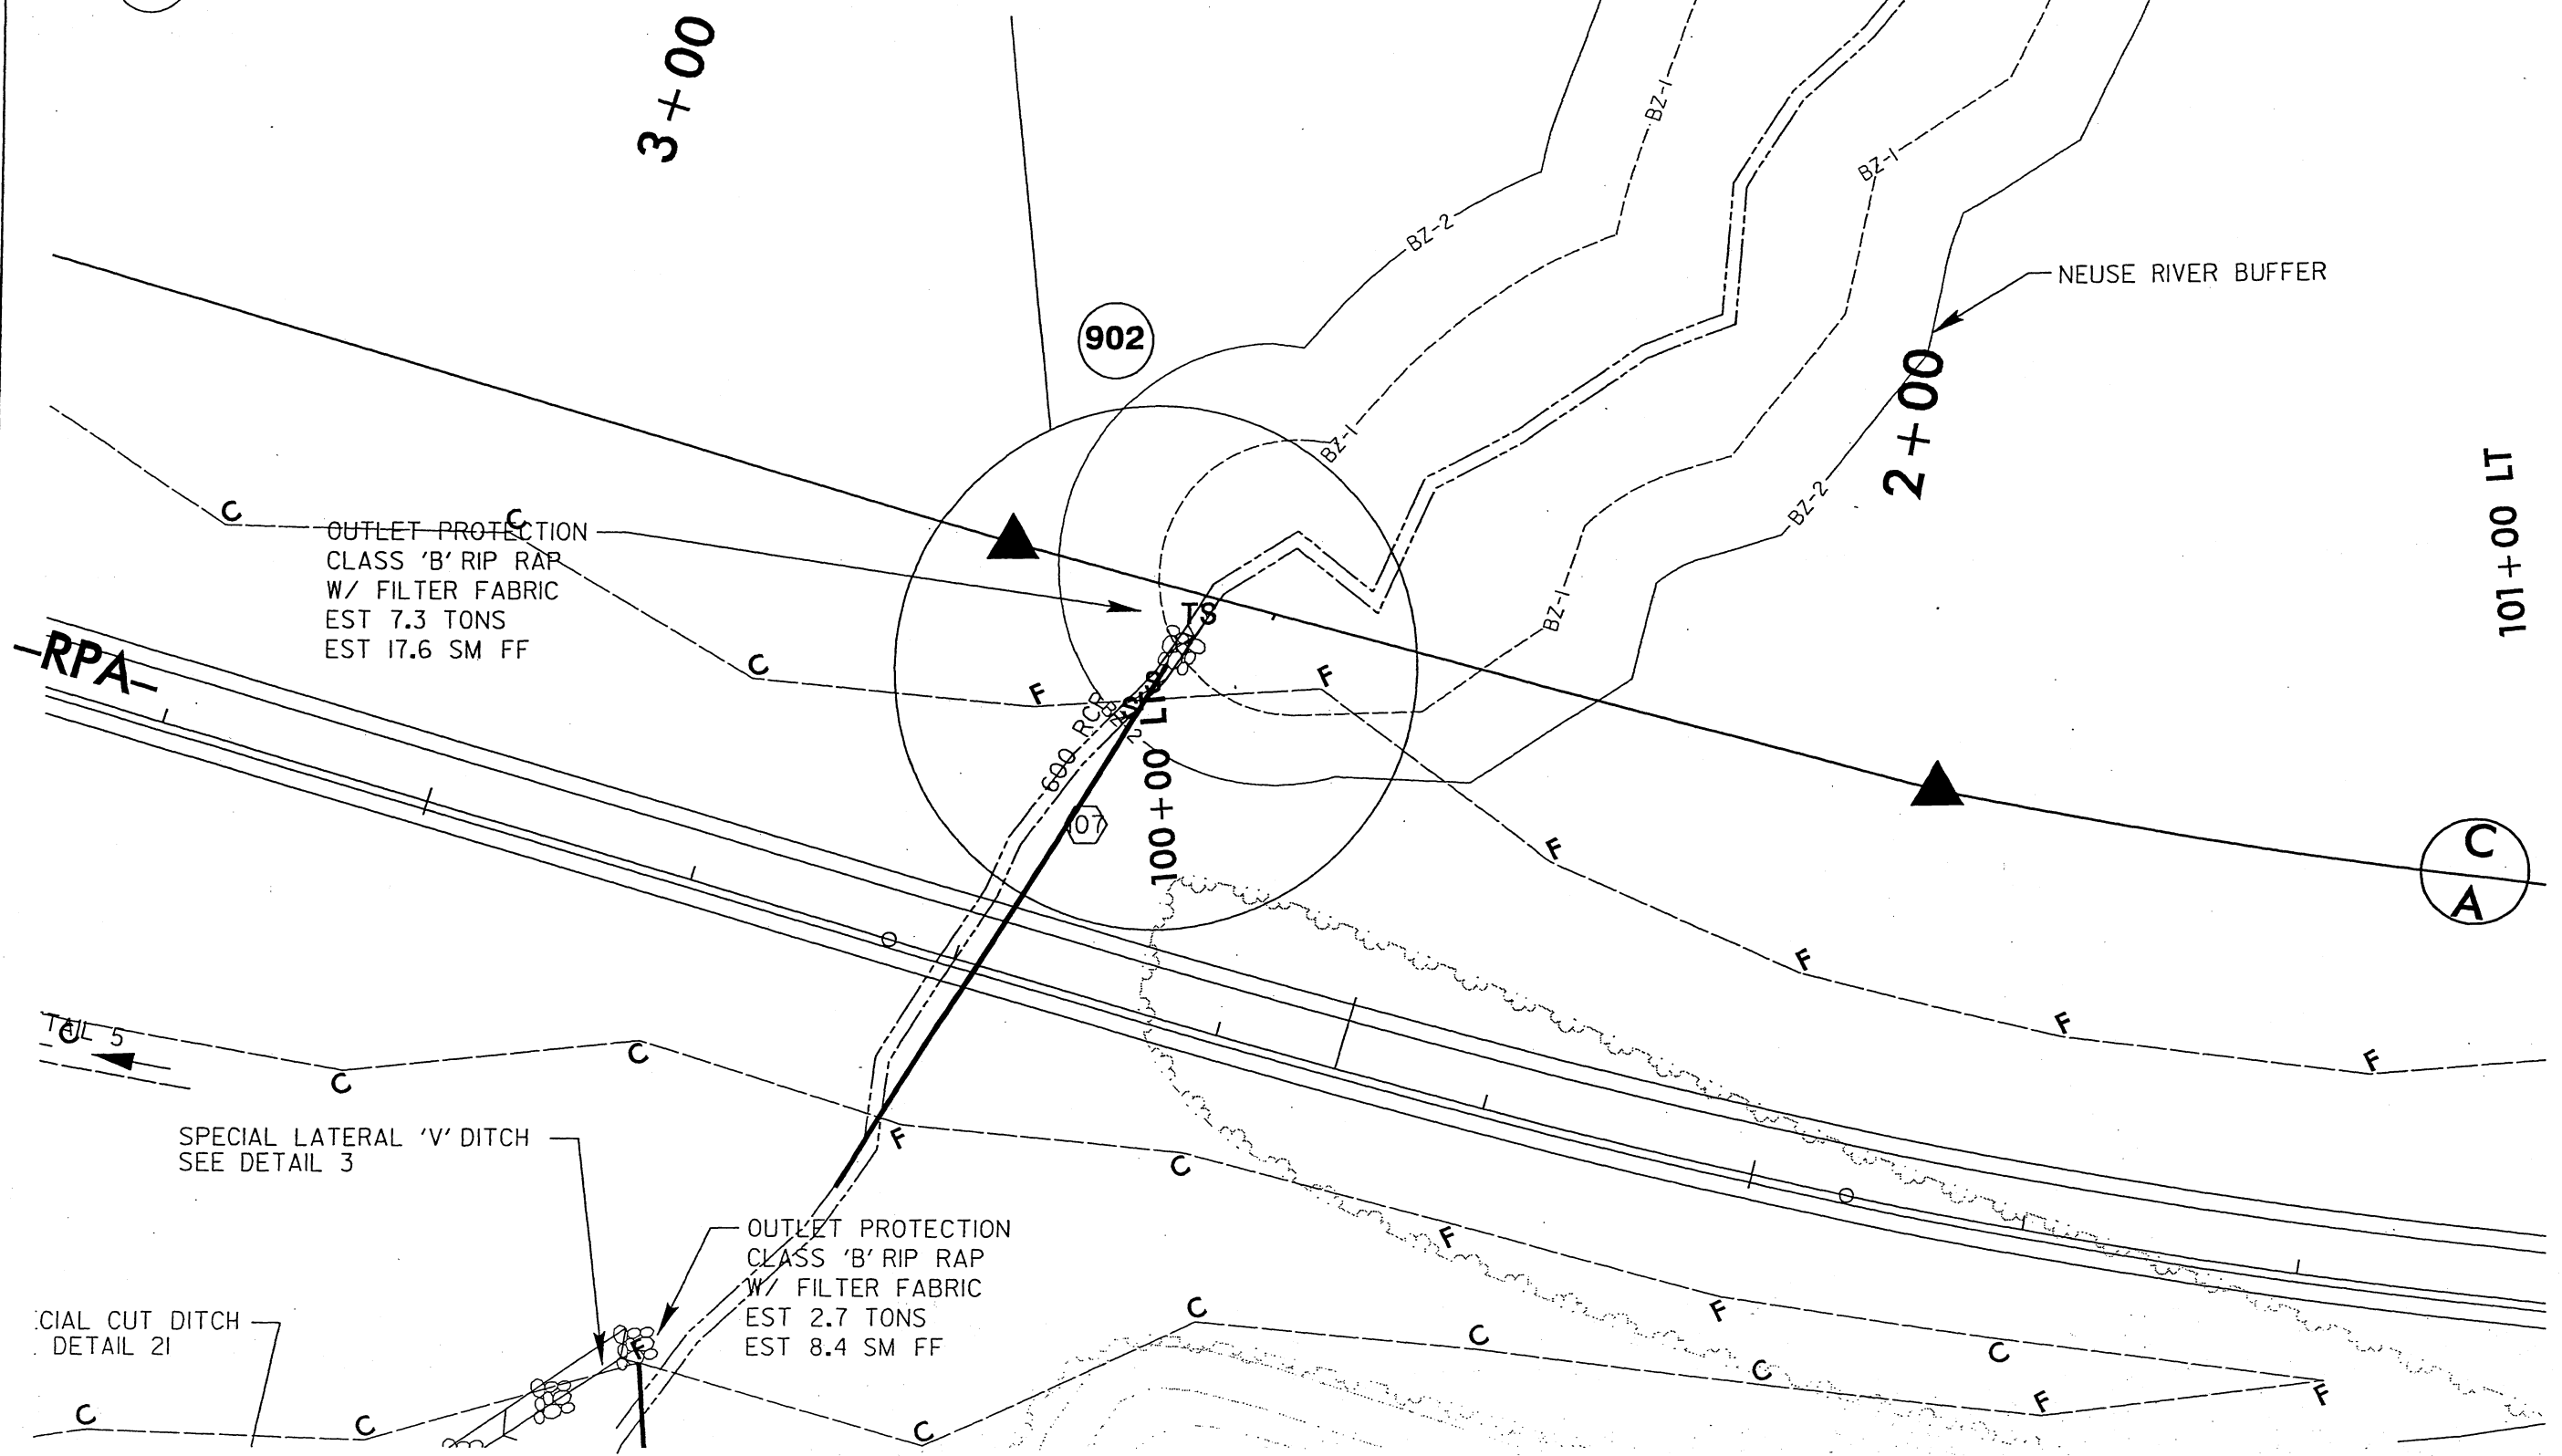 3+00
BZ-1
BZ-1
BZ-2
NEUSE RIVER BUFFER
902
2+00
BZ-1
101+00 LT
BZ-2
C
C
OUTLET PROTECTION
CLASS 'B' RIP RAP
W/ FILTER FABRIC
EST 7.3 TONS
EST 17.6 SM FF
TS
BZ-1
-RPA-
C
F
F
600
100+00
07
C
A
F
F
F
F
TAIL 5
C
C
C
F
C
SPECIAL LATERAL 'V' DITCH
SEE DETAIL 3
OUTLET PROTECTION
CLASS 'B' RIP RAP
W/ FILTER FABRIC
EST 2.7 TONS
EST 8.4 SM FF
F
F
F
C
C
C
C
F
F
CIAL CUT DITCH
DETAIL 21
C
C
C